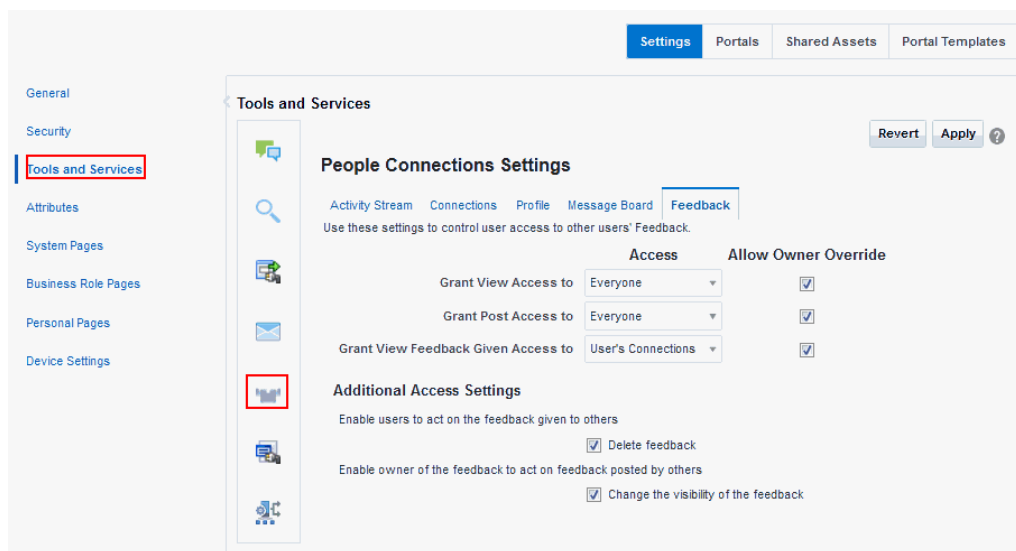 Settings Portals Shared Assets Portal Templates
General
Security
Tools and Services
Attributes
System Pages
Business Role Pages
Personal Pages
Device Settings
Tools and Services
Revert Apply ?
People Connections Settings
Activity Stream Connections Profile Message Board Feedback
Use these settings to control user access to other users' Feedback.
Access Allow Owner Override
Grant View Access to Everyone
Grant Post Access to Everyone
Grant View Feedback Given Access to User's Connections
Additional Access Settings
Enable users to act on the feedback given to others
Delete feedback
Enable owner of the feedback to act on feedback posted by others
Change the visibility of the feedback